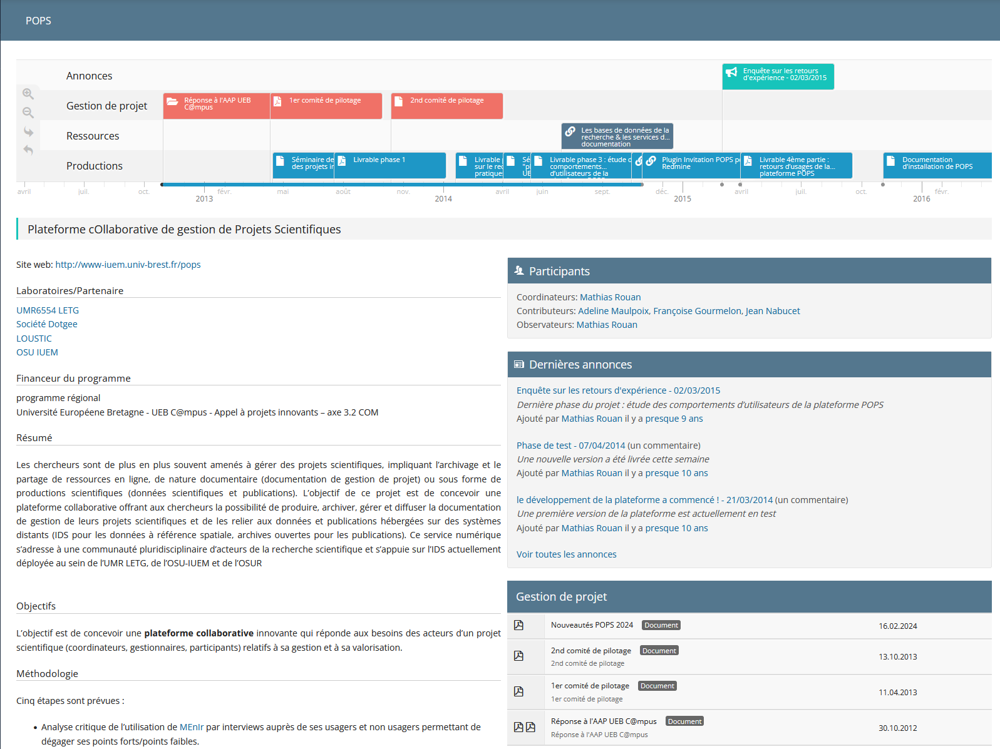 POPS
Annonces
Enquête sur les retours
d'expérience - 02/03/2015
Gestion de projet
Réponse à l'AAP UEB
C@mpus
1er comité de pilotage
2nd comité de pilotage
Ressources
Les bases de données de la
recherche & les services d...
documentation
Productions
Séminaire de
des projets in
Livrable phase 1
Livrable
sur le rec
pratiques
Sé
"p
UE
Livrable phase 3 : étude d
comportements...
d'utilisateurs de la
Plugin Invitation POPS p
Redmine
Livrable 4ème partie :
retours d'usages de la...
plateforme POPS
Documentation
d'installation de POPS
avril juil. oct. févr. mai août nov. avril juin sept. déc. avril juil. oct. févr.
2013 2014 2015 2016
Plateforme cOllaborative de gestion de Projets Scientifiques
Site web: http://www-iuem.univ-brest.fr/pops
Laboratoires/Partenaire
UMR6554 LETG
Société Dotgee
LOUSTIC
OSU IUEM
Financeur du programme
programme régional
Université Européene Bretagne - UEB C@mpus - Appel à projets innovants – axe 3.2 COM
Résumé
Les chercheurs sont de plus en plus souvent amenés à gérer des projets scientifiques, impliquant l'archivage et le
partage de ressources en ligne, de nature documentaire (documentation de gestion de projet) ou sous forme de
productions scientifiques (données scientifiques et publications). L'objectif de ce projet est de concevoir une
plateforme collaborative offrant aux chercheurs la possibilité de produire, archiver, gérer et diffuser la documentation
de gestion de leurs projets scientifiques et de les relier aux données et publications hébergées sur des systèmes
distants (IDS pour les données à référence spatiale, archives ouvertes pour les publications). Ce service numérique
s'adresse à une communauté pluridisciplinaire d'acteurs de la recherche scientifique et s'appuie sur l'IDS actuellement
déployée au sein de l'UMR LETG, de l'OSU-IUEM et de l'OSUR
Objectifs
L'objectif est de concevoir une plateforme collaborative innovante qui réponde aux besoins des acteurs d'un projet
scientifique (coordinateurs, gestionnaires, participants) relatifs à sa gestion et à sa valorisation.
Méthodologie
Cinq étapes sont prévues :
• Analyse critique de l'utilisation de MEnIr par interviews auprès de ses usagers et non usagers permettant de
dégager ses points forts/points faibles.
Participants
Coordinateurs: Mathias Rouan
Contributeurs: Adeline Maulpoix, Françoise Gourmelon, Jean Nabucet
Observateurs: Mathias Rouan
Dernières annonces
Enquête sur les retours d'expérience - 02/03/2015
Dernière phase du projet : étude des comportements d'utilisateurs de la plateforme POPS
Ajouté par Mathias Rouan il y a presque 9 ans
Phase de test - 07/04/2014 (un commentaire)
Une nouvelle version a été livrée cette semaine
Ajouté par Mathias Rouan il y a presque 10 ans
le développement de la plateforme a commencé ! - 21/03/2014 (un commentaire)
Une première version de la plateforme est actuellement en test
Ajouté par Mathias Rouan il y a presque 10 ans
Voir toutes les annonces
Gestion de projet
Nouveautés POPS 2024 Document 16.02.2024
2nd comité de pilotage Document 13.10.2013
2nd comité de pilotage
1er comité de pilotage Document 11.04.2013
1er comité de pilotage
Réponse à l'AAP UEB C@mpus Document 30.10.2012
Réponse à l'AAP UEB C@mpus